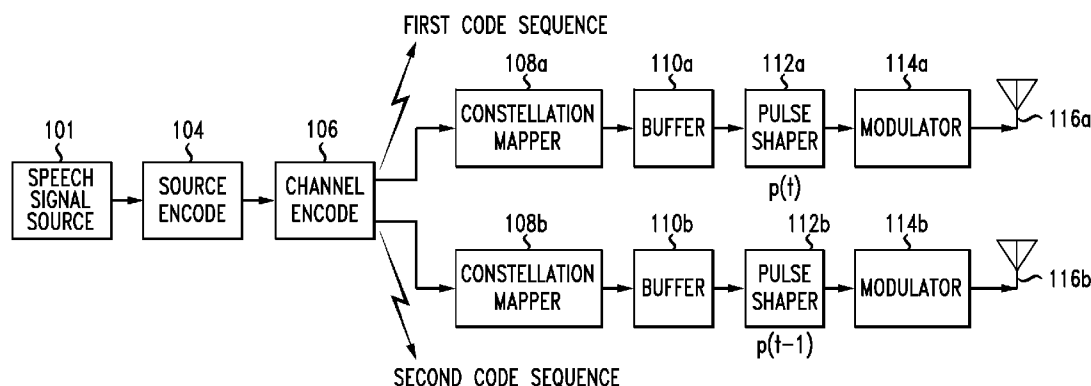 FIRST CODE SEQUENCE
108a
110a
112a
114a
CONSTELLATION
MAPPER
BUFFER
PULSE
SHAPER
MODULATOR
116a
p(t)
101
104
106
SPEECH
SIGNAL
SOURCE
SOURCE
ENCODE
CHANNEL
ENCODE
108b
110b
112b
114b
CONSTELLATION
MAPPER
BUFFER
PULSE
SHAPER
MODULATOR
116b
p(t-1)
SECOND CODE SEQUENCE